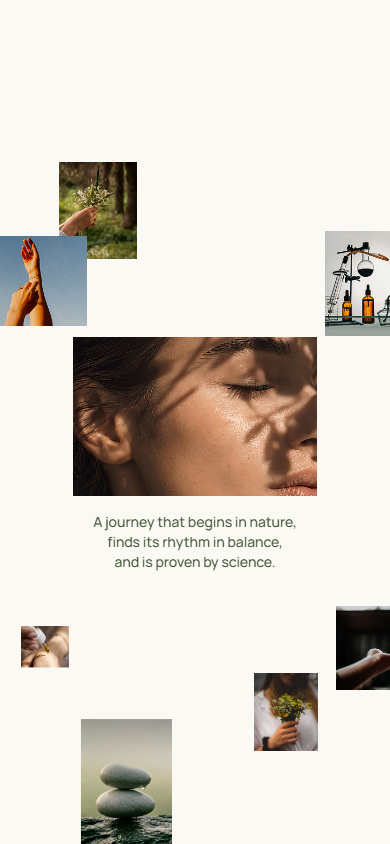 A journey that begins in nature,
finds its rhythm in balance,
and is proven by science.